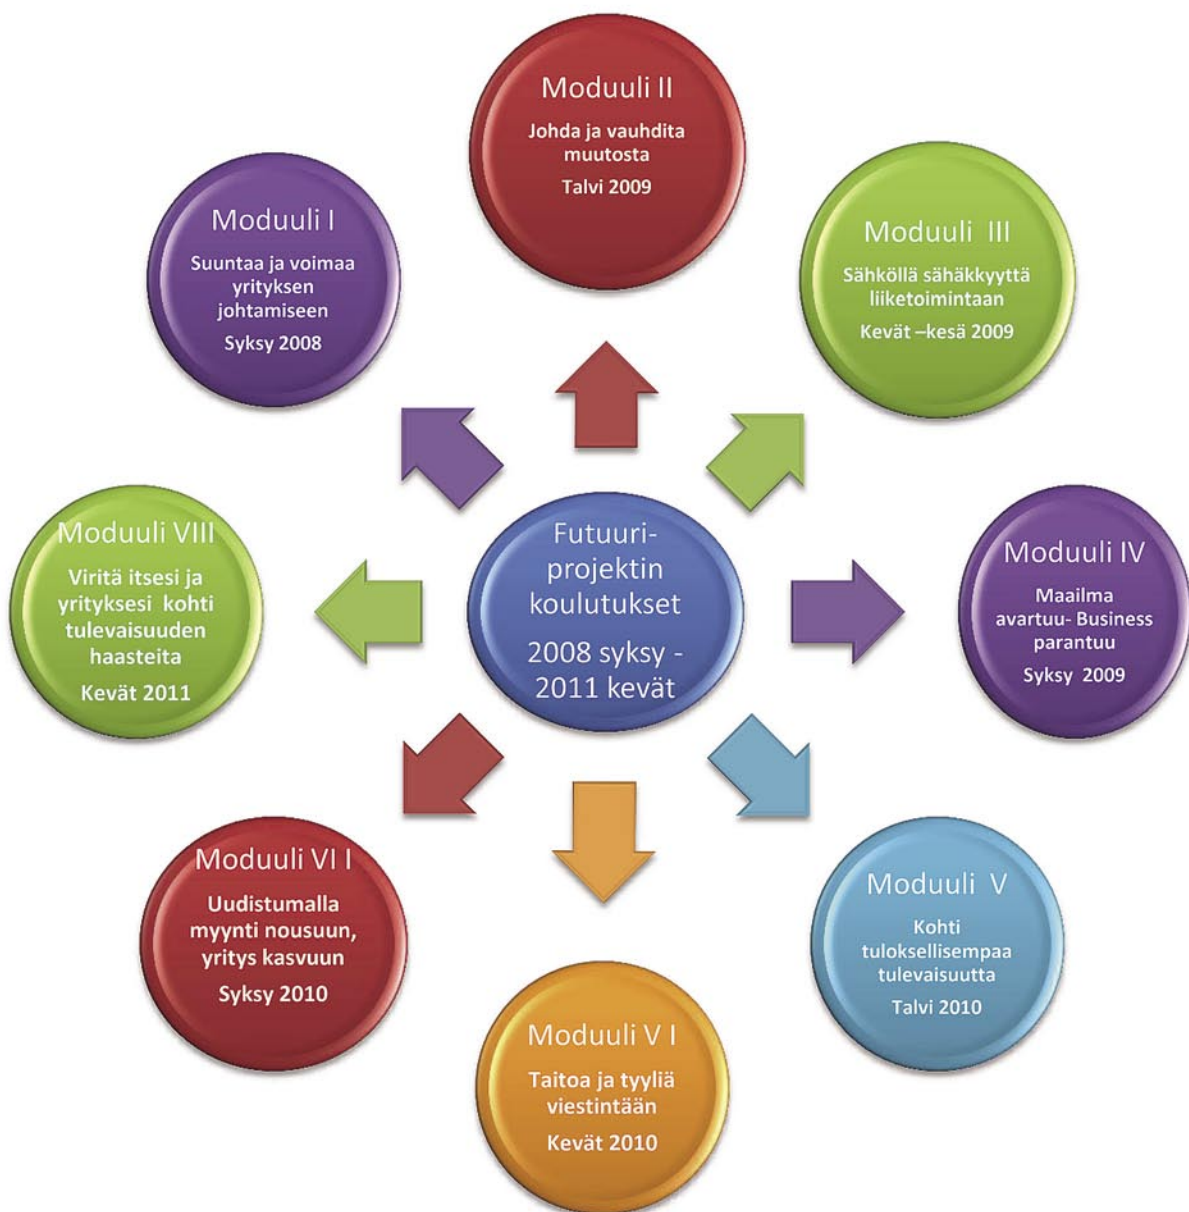 Moduuli II
Johda ja vauhdita
muutosta
Talvi 2009
Moduuli I
Suuntaa ja voimaa
yrityksen
johtamiseen
Syksy 2008
Moduuli III
Sähköllä sähäkkyyttä
liiketoimintaan
Kevät –kesä 2009
Moduuli VIII
Viritä itsesi ja
yrityksesi kohti
tulevaisuuden
haasteita
Kevät 2011
Futuuri-
projektin
koulutukset
2008 syksy -
2011 kevät
Moduuli IV
Maailma
avartuu- Business
parantuu
Syksy 2009
Moduuli VI I
Uudistumalla
myynti nousuun,
yritys kasvuun
Syksy 2010
Moduuli V
Kohti
tuloksellisempaa
tulevaisuutta
Talvi 2010
Moduuli V I
Taitoa ja tyyliä
viestintään
Kevät 2010